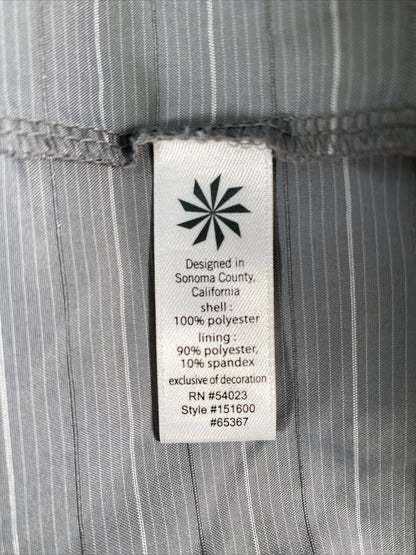 Designed in
Sonoma County,
California
shell :
100% polyester
lining :
90% polyester,
10% spandex
exclusive of decoration
RN #54023
Style #151600
#65367